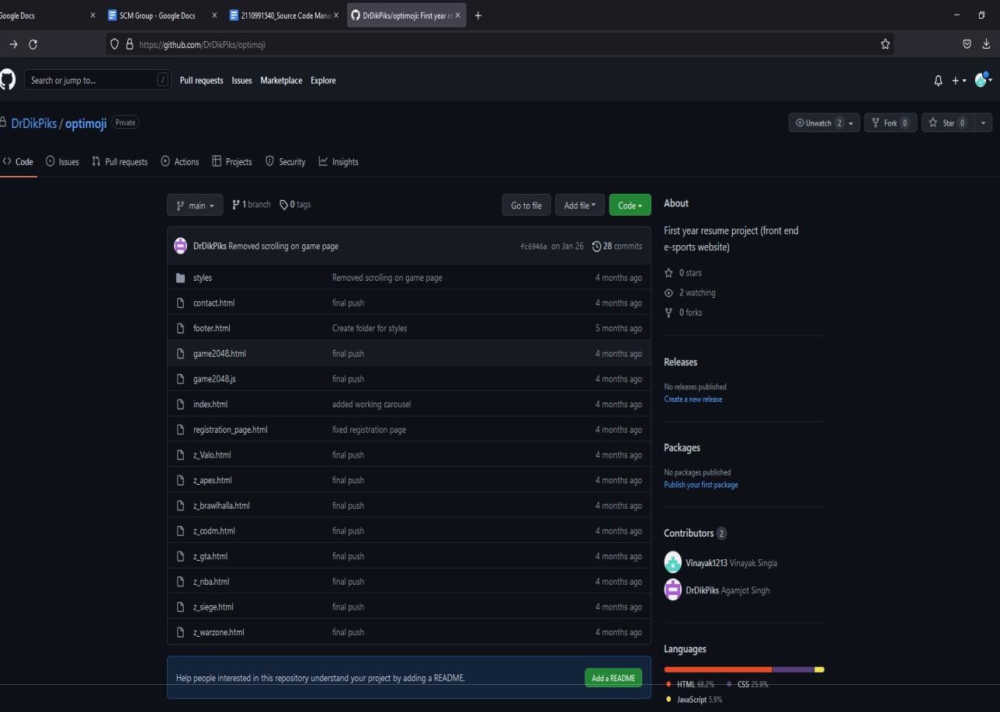 Google Docs × SCM Group - Google Docs × 2110991540_Source Code Mana × DrDikPiks/optimoji: First year re × +
https://github.com/DrDikPiks/optimoji
Search or jump to... / Pull requests Issues Marketplace Explore
DrDikPiks / optimoji Private Unwatch 2 Fork 0 Star 0
Code Issues Pull requests Actions Projects Security Insights
main 1 branch 0 tags Go to file Add file Code
DrDikPiks Removed scrolling on game page fc6946a on Jan 26 28 commits
styles Removed scrolling on game page 4 months ago
contact.html final push 4 months ago
footer.html Create folder for styles 5 months ago
game2048.html final push 4 months ago
game2048.js final push 4 months ago
index.html added working carousel 4 months ago
registration_page.html fixed registration page 4 months ago
z_Valo.html final push 4 months ago
z_apex.html final push 4 months ago
z_brawlhalla.html final push 4 months ago
z_codm.html final push 4 months ago
z_gta.html final push 4 months ago
z_nba.html final push 4 months ago
z_siege.html final push 4 months ago
z_warzone.html final push 4 months ago
Help people interested in this repository understand your project by adding a README. Add a README
About
First year resume project (front end
e-sports website)
0 stars
2 watching
0 forks
Releases
No releases published
Create a new release
Packages
No packages published
Publish your first package
Contributors 2
Vinayak1213 Vinayak Singla
DrDikPiks Agamjot Singh
Languages
HTML 68.2% CSS 25.9%
JavaScript 5.9%